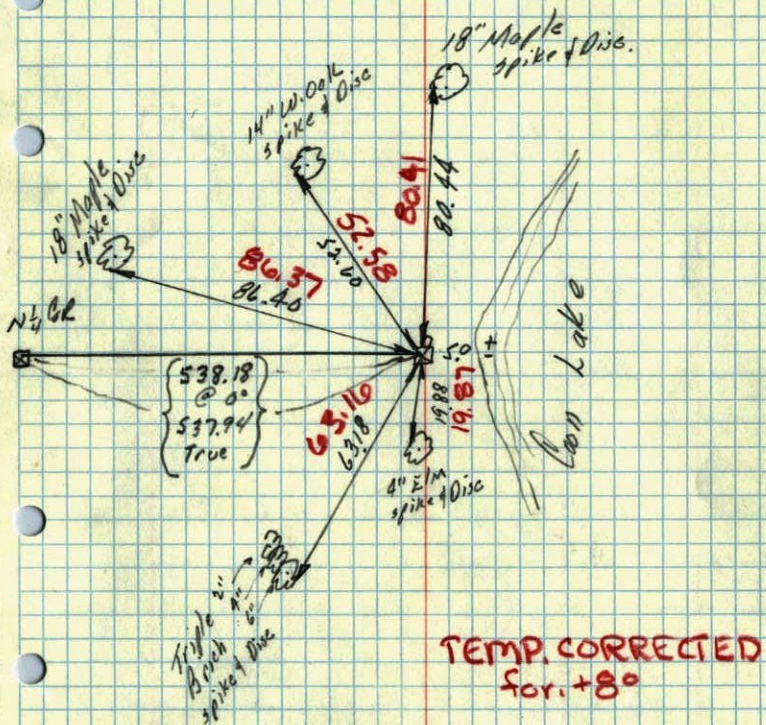 18" Maple
spike & Disc.
14" W. Oak
spike & Disc
18" Maple
spike & Disc
80.41
80.44
52.58
52.60
86.37
86.40
N¼ CR
538.18
@ 0°
537.94
True
5.0 ±
Coon Lake
19.88
19.87
63.16
63.18
4" Elm
spike & Disc
2"
4"
6"
Triple
Birch
spike & Disc
TEMP. CORRECTED
for. +8°